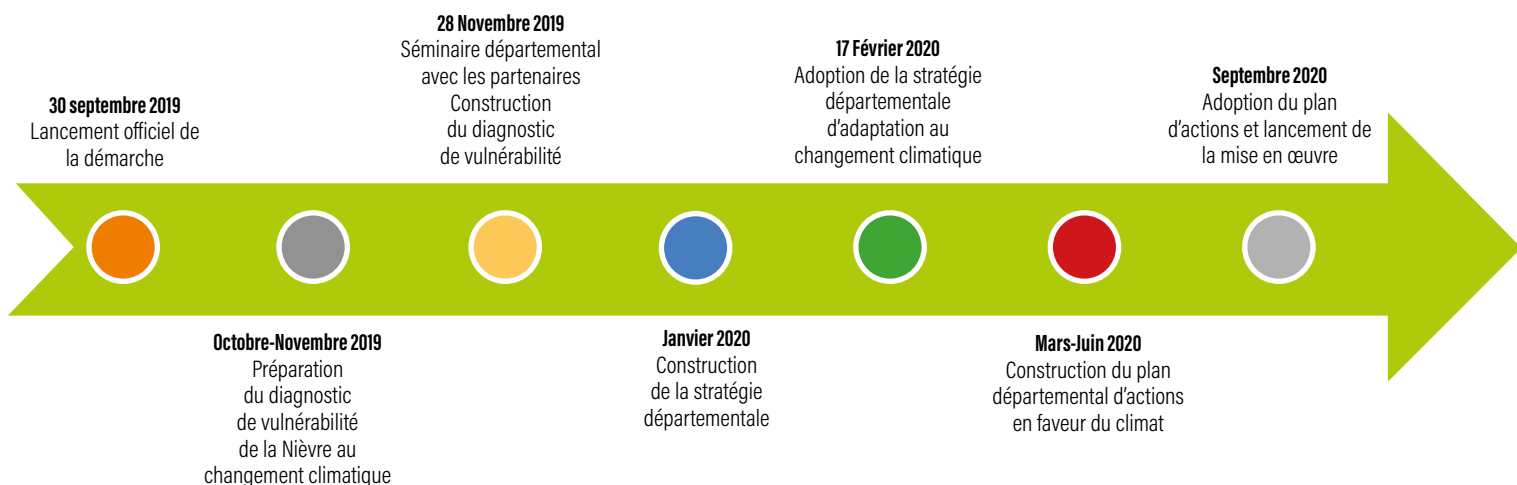 30 septembre 2019
Lancement officiel de
la démarche
Octobre-Novembre 2019
Préparation
du diagnostic
de vulnérabilité
de la Nièvre au
changement climatique
28 Novembre 2019
Séminaire départemental
avec les partenaires
Construction
du diagnostic
de vulnérabilité
Janvier 2020
Construction
de la stratégie
départementale
17 Février 2020
Adoption de la stratégie
départementale
d'adaptation au
changement climatique
Mars-Juin 2020
Construction du plan
départemental d'actions
en faveur du climat
Septembre 2020
Adoption du plan
d'actions et lancement de
la mise en œuvre